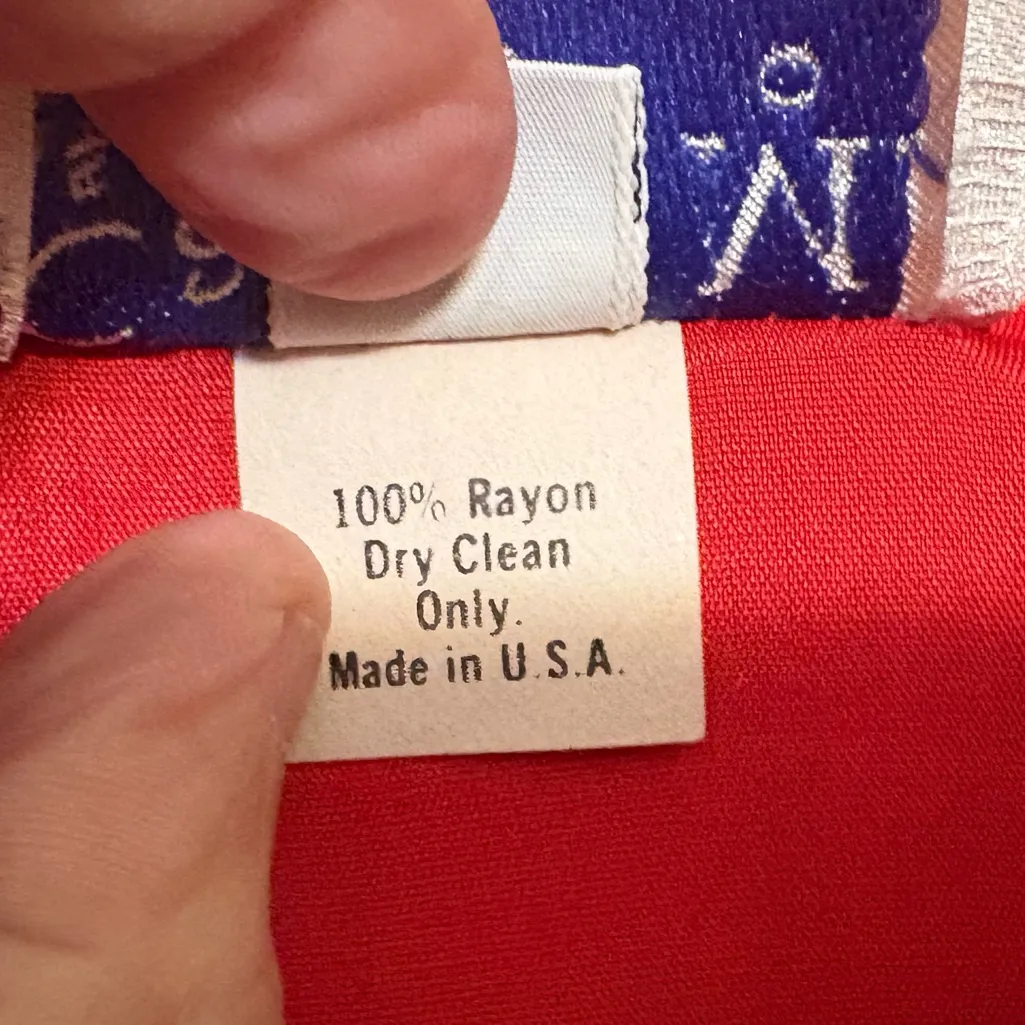 100% Rayon
Dry Clean
Only.
Made in U.S.A.